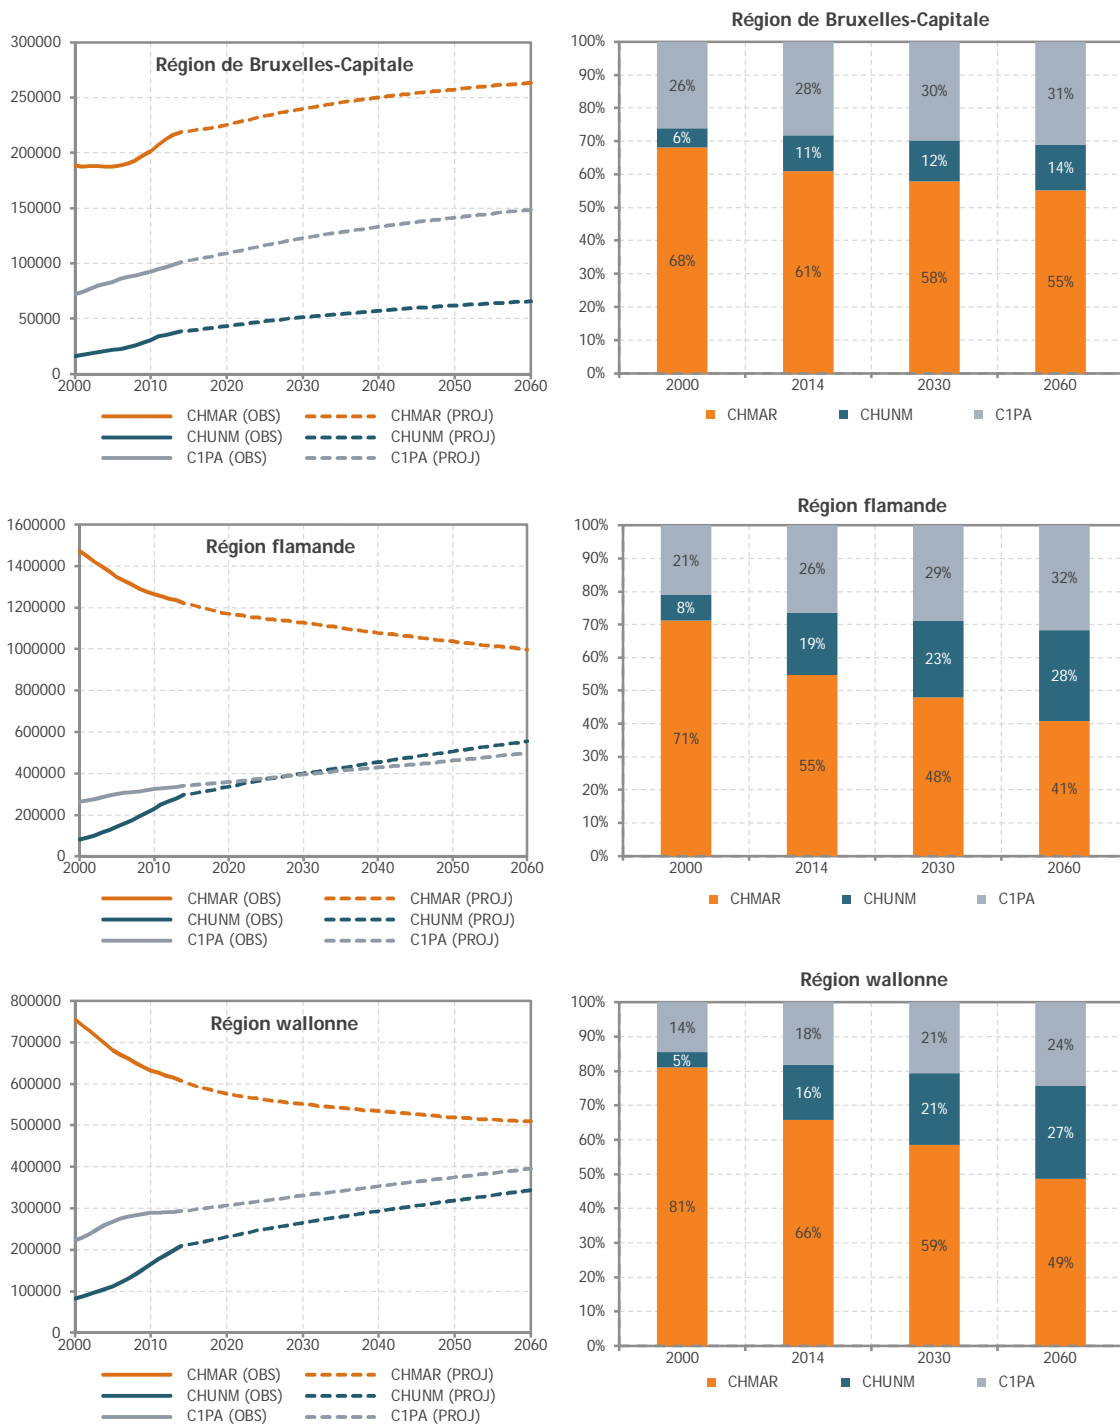 Région de Bruxelles-Capitale
300000
250000
200000
150000
100000
50000
0
2000 2010 2020 2030 2040 2050 2060
CHMAR (OBS) CHMAR (PROJ)
CHUNM (OBS) CHUNM (PROJ)
C1PA (OBS) C1PA (PROJ)
Région de Bruxelles-Capitale
100%
90%
80%
70%
60%
50%
40%
30%
20%
10%
0%
26% 28% 30% 31%
6% 11% 12% 14%
68% 61% 58% 55%
2000 2014 2030 2060
CHMAR CHUNM C1PA
Région flamande
1600000
1400000
1200000
1000000
800000
600000
400000
200000
0
2000 2010 2020 2030 2040 2050 2060
CHMAR (OBS) CHMAR (PROJ)
CHUNM (OBS) CHUNM (PROJ)
C1PA (OBS) C1PA (PROJ)
Région flamande
100%
90%
80%
70%
60%
50%
40%
30%
20%
10%
0%
21% 26% 29% 32%
8% 19% 23% 28%
71% 55% 48% 41%
2000 2014 2030 2060
CHMAR CHUNM C1PA
Région wallonne
800000
700000
600000
500000
400000
300000
200000
100000
0
2000 2010 2020 2030 2040 2050 2060
CHMAR (OBS) CHMAR (PROJ)
CHUNM (OBS) CHUNM (PROJ)
C1PA (OBS) C1PA (PROJ)
Région wallonne
100%
90%
80%
70%
60%
50%
40%
30%
20%
10%
0%
14% 18% 21% 24%
5% 16% 21% 27%
81% 66% 59% 49%
2000 2014 2030 2060
CHMAR CHUNM C1PA